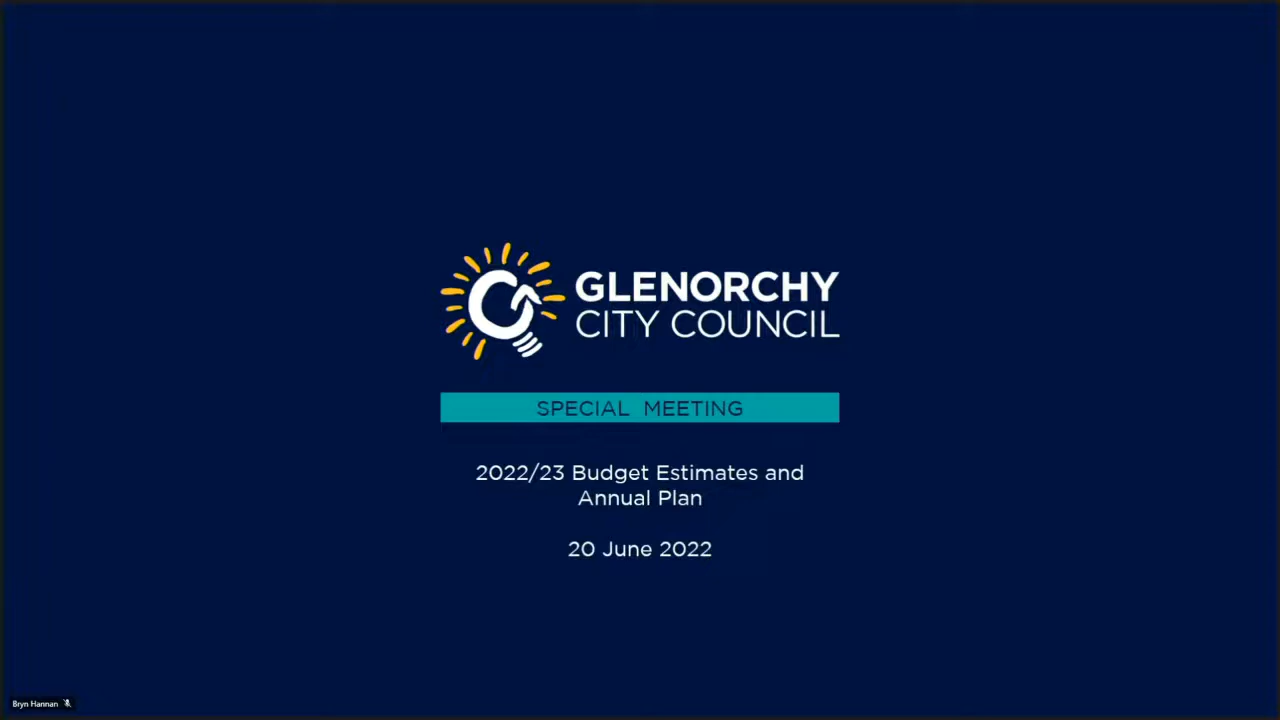 GLENORCHY
CITY COUNCIL
SPECIAL MEETING
2022/23 Budget Estimates and
Annual Plan
20 June 2022
Bryn Hannan